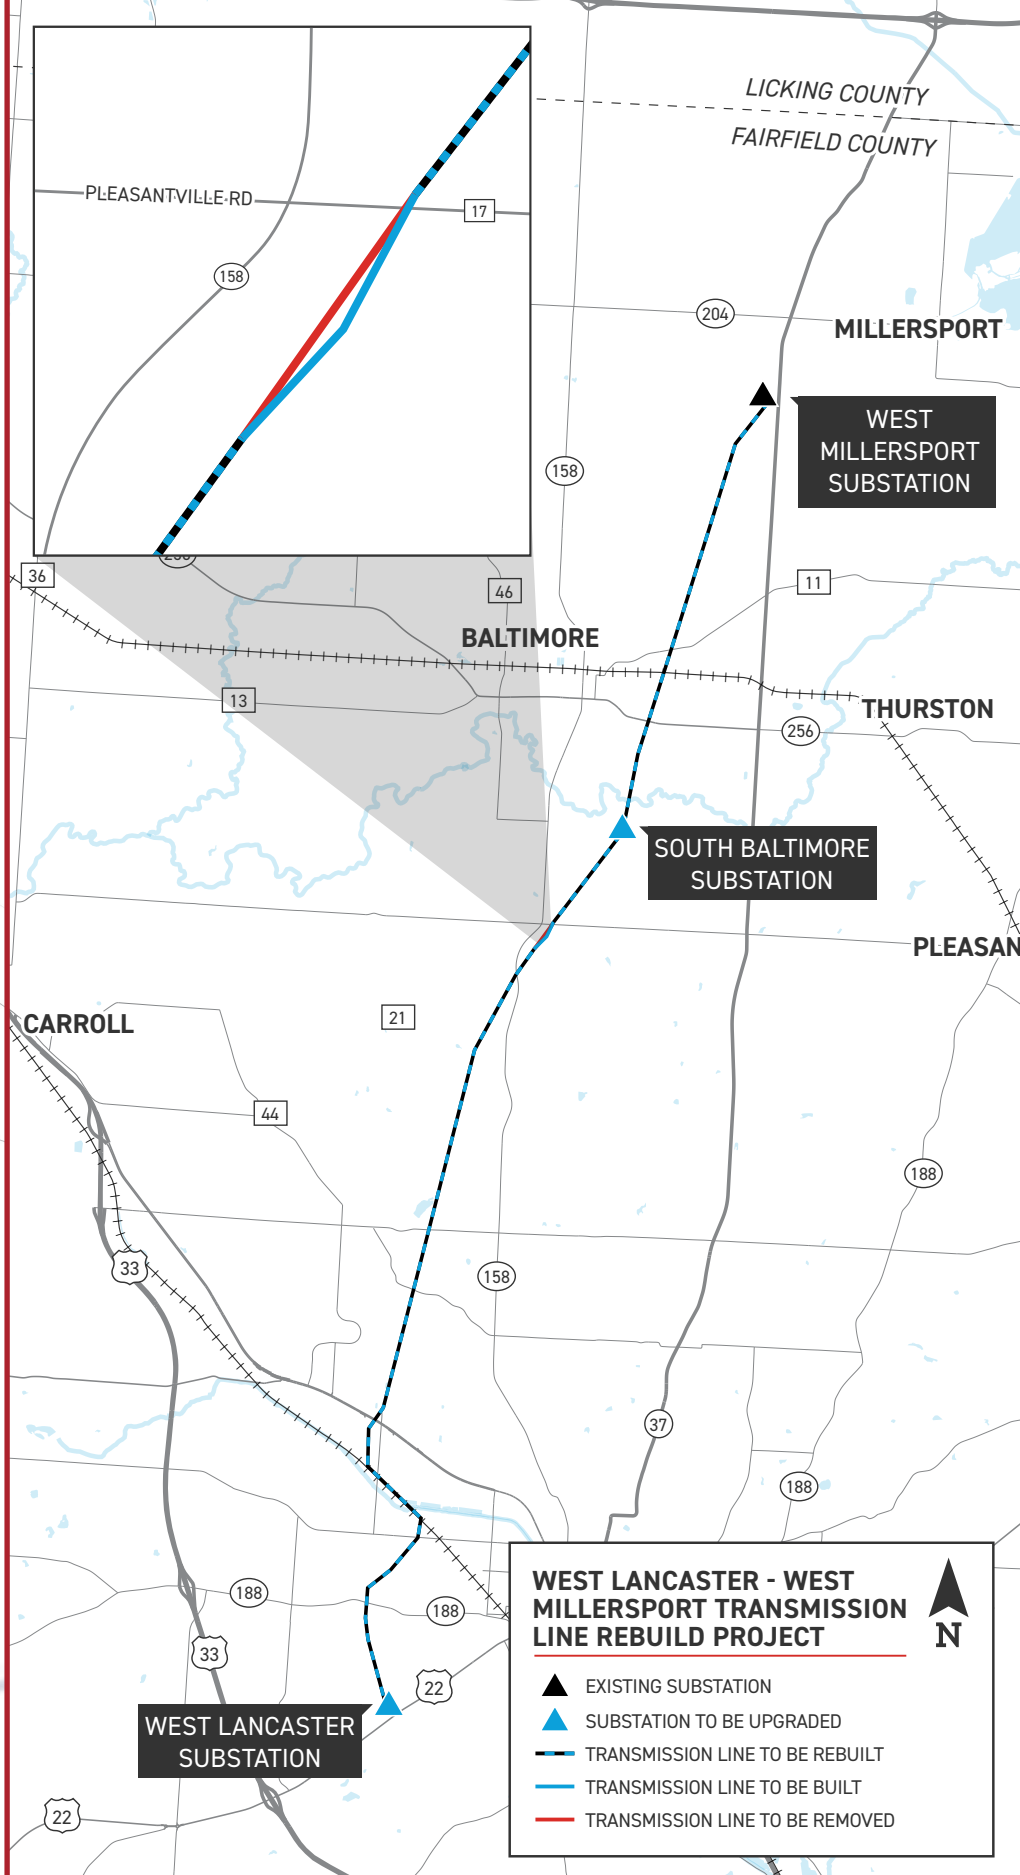 LICKING COUNTY
FAIRFIELD COUNTY
PLEASANTVILLE RD
17
158
204
MILLERSPORT
WEST
MILLERSPORT
SUBSTATION
158
36
46
11
BALTIMORE
13
THURSTON
256
SOUTH BALTIMORE
SUBSTATION
PLEASAN
21
CARROLL
44
188
33
158
37
188
188
188
33
22
WEST LANCASTER
SUBSTATION
22
WEST LANCASTER - WEST
MILLERSPORT TRANSMISSION
LINE REBUILD PROJECT
N
EXISTING SUBSTATION
SUBSTATION TO BE UPGRADED
TRANSMISSION LINE TO BE REBUILT
TRANSMISSION LINE TO BE BUILT
TRANSMISSION LINE TO BE REMOVED